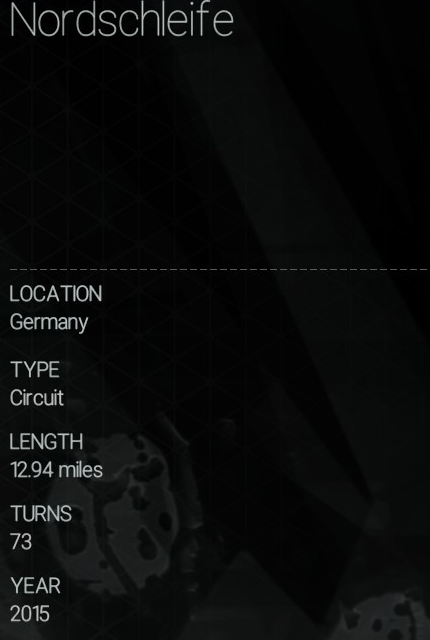 Nordschleife
LOCATION
Germany
TYPE
Circuit
LENGTH
12.94 miles
TURNS
73
YEAR
2015